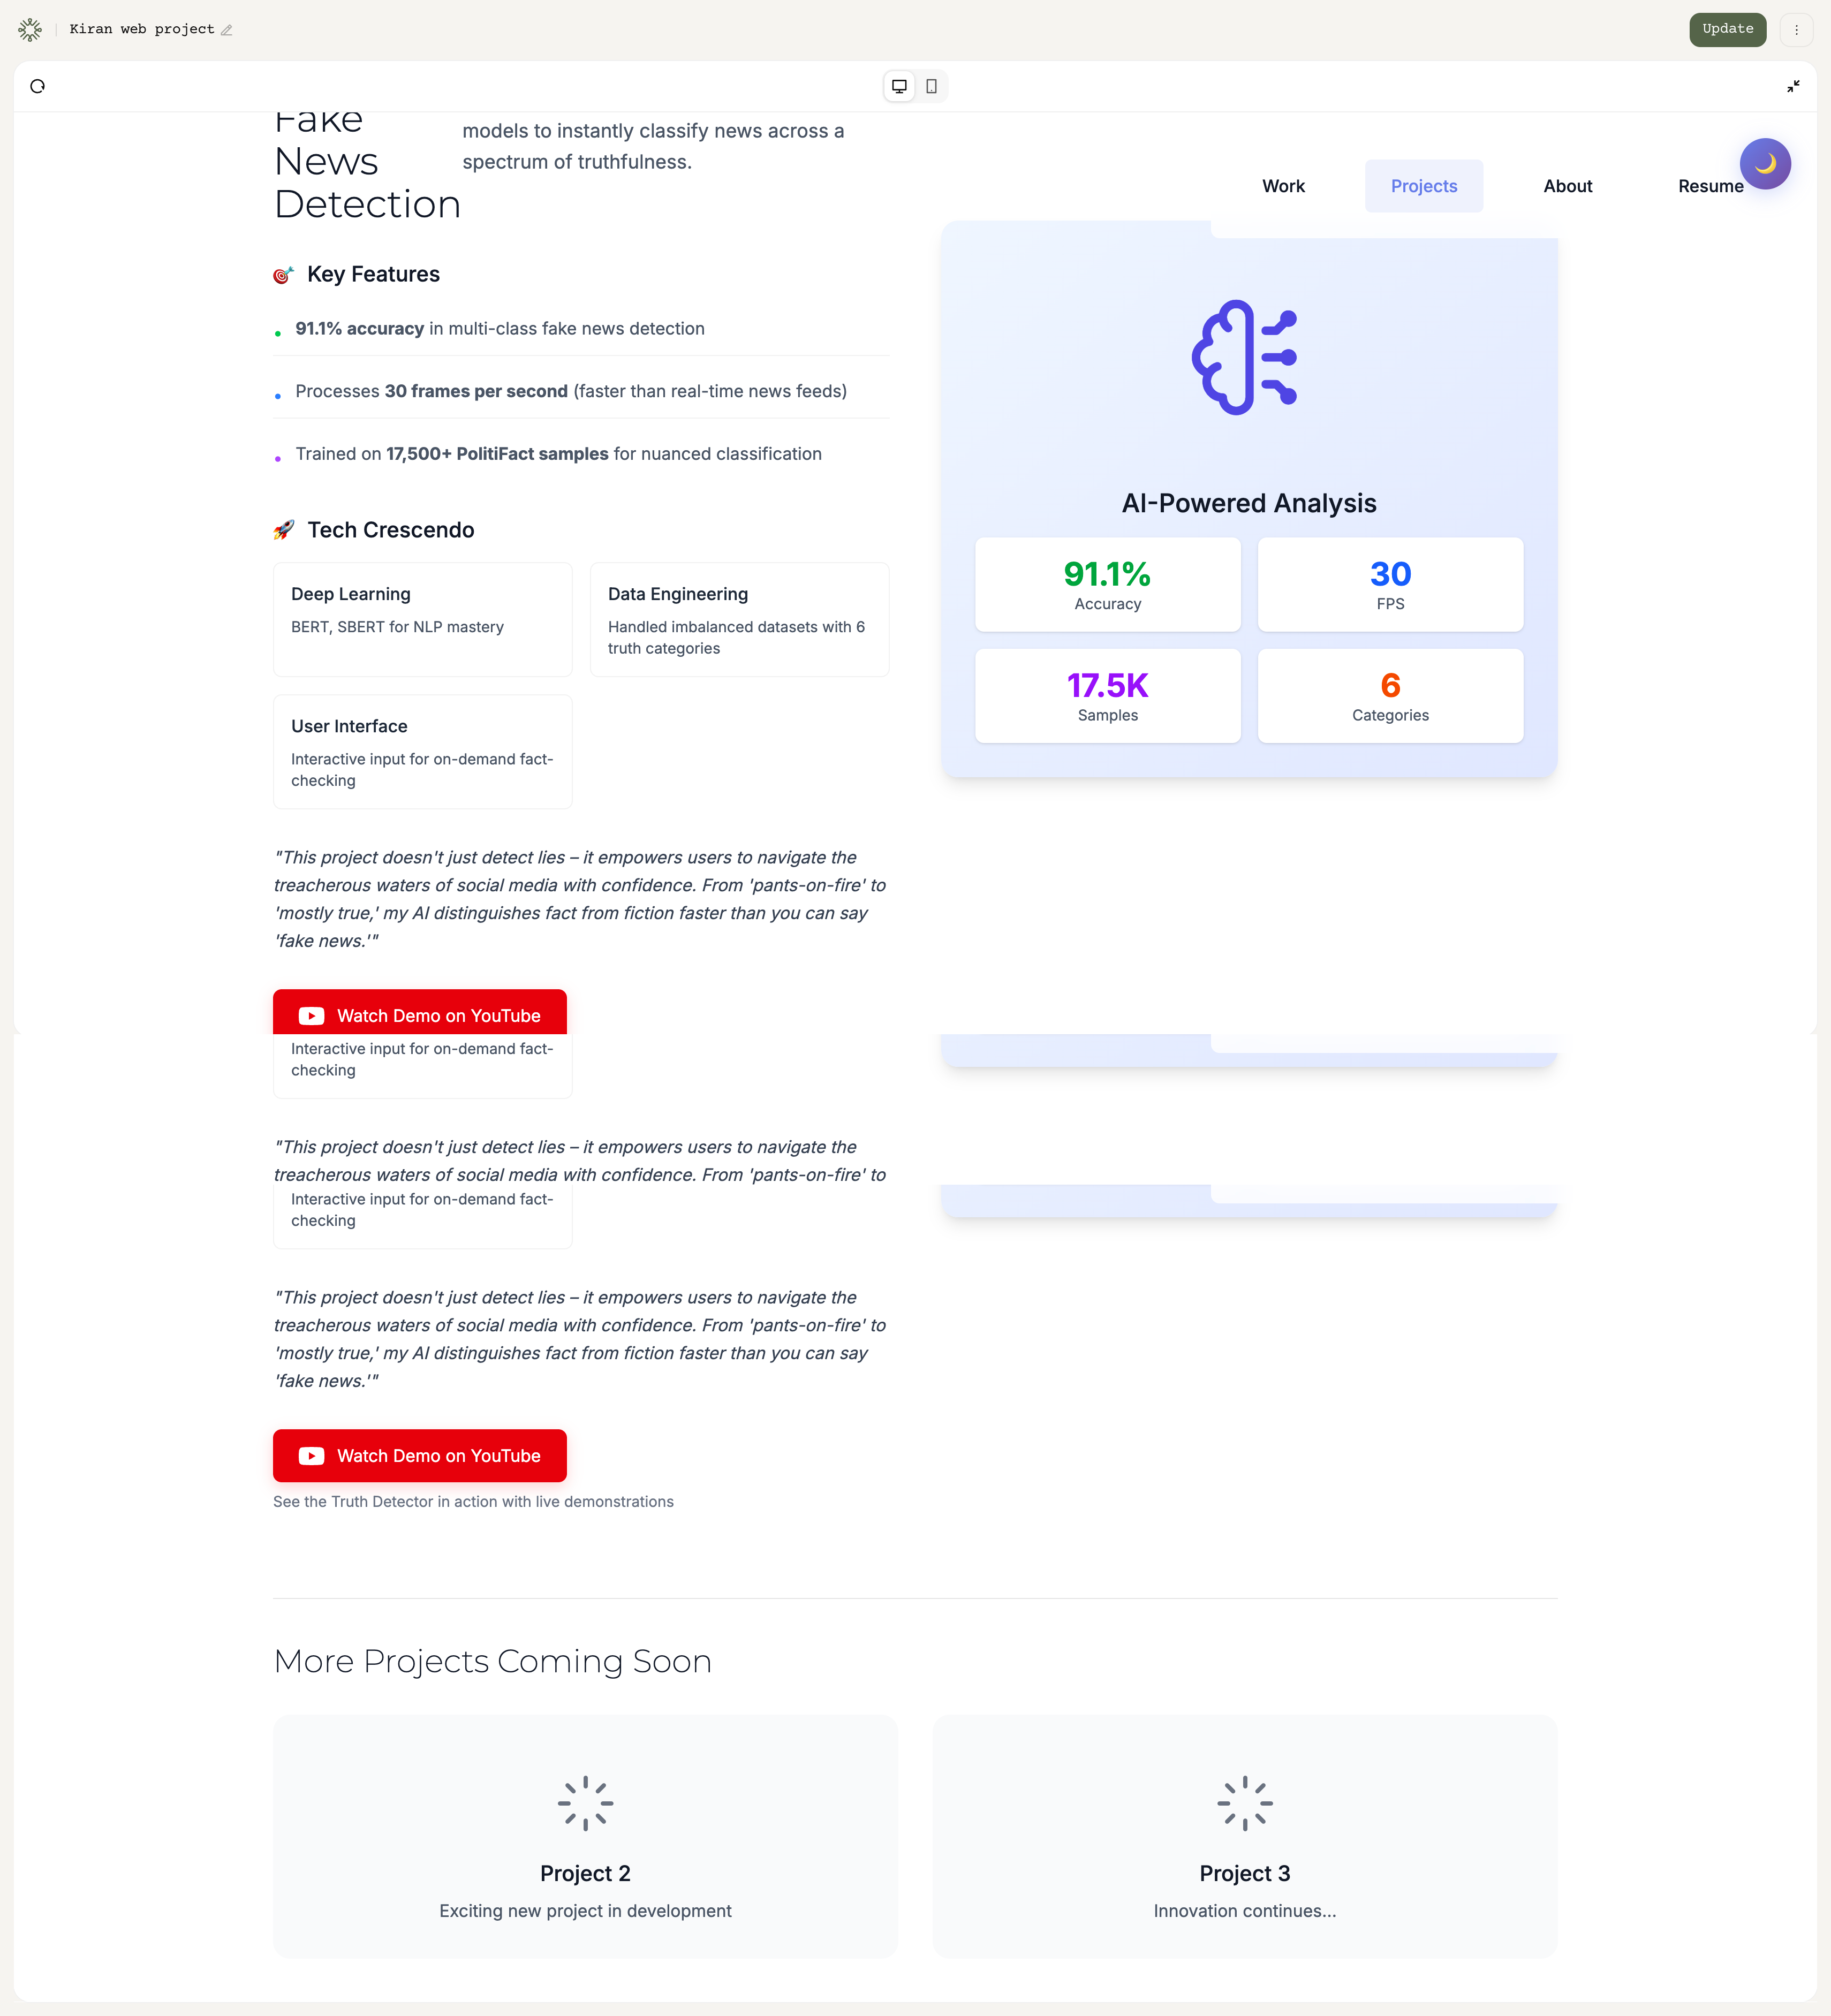 Kiran web project
Update
Fake
News
Detection
models to instantly classify news across a
spectrum of truthfulness.
Work
Projects
About
Resume
Key Features
91.1% accuracy in multi-class fake news detection
Processes 30 frames per second (faster than real-time news feeds)
Trained on 17,500+ PolitiFact samples for nuanced classification
Tech Crescendo
Deep Learning
BERT, SBERT for NLP mastery
Data Engineering
Handled imbalanced datasets with 6
truth categories
User Interface
Interactive input for on-demand fact-
checking
AI-Powered Analysis
91.1%
Accuracy
30
FPS
17.5K
Samples
6
Categories
"This project doesn't just detect lies – it empowers users to navigate the
treacherous waters of social media with confidence. From 'pants-on-fire' to
'mostly true,' my AI distinguishes fact from fiction faster than you can say
'fake news.'"
Watch Demo on YouTube
Interactive input for on-demand fact-
checking
"This project doesn't just detect lies – it empowers users to navigate the
treacherous waters of social media with confidence. From 'pants-on-fire' to
Interactive input for on-demand fact-
checking
"This project doesn't just detect lies – it empowers users to navigate the
treacherous waters of social media with confidence. From 'pants-on-fire' to
'mostly true,' my AI distinguishes fact from fiction faster than you can say
'fake news.'"
Watch Demo on YouTube
See the Truth Detector in action with live demonstrations
More Projects Coming Soon
Project 2
Exciting new project in development
Project 3
Innovation continues...